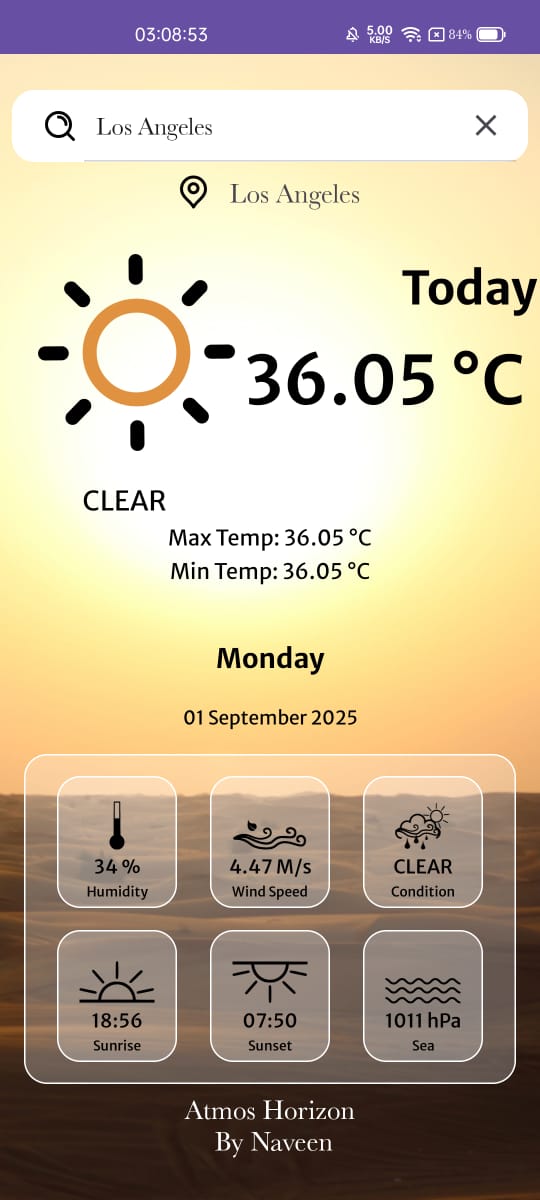 03:08:53 5.00 KB/S 84%
Los Angeles
Los Angeles
Today
36.05 °C
CLEAR
Max Temp: 36.05 °C
Min Temp: 36.05 °C
Monday
01 September 2025
34 % 4.47 M/s CLEAR
Humidity Wind Speed Condition
18:56 07:50 1011 hPa
Sunrise Sunset Sea
Atmos Horizon
By Naveen